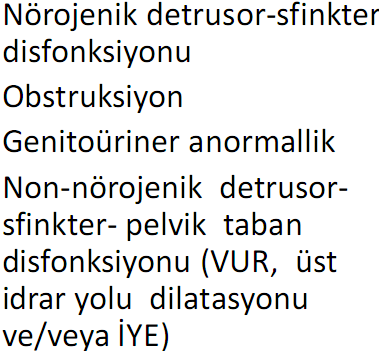 Nörojenik detrusor-sfinkter
disfonksiyonu
Obstruksiyon
Genitoüriner anormallik
Non-nörojenik detrusor-
sfinkter- pelvik taban
disfonksiyonu (VUR, üst
idrar yolu dilatasyonu
ve/veya İYE)